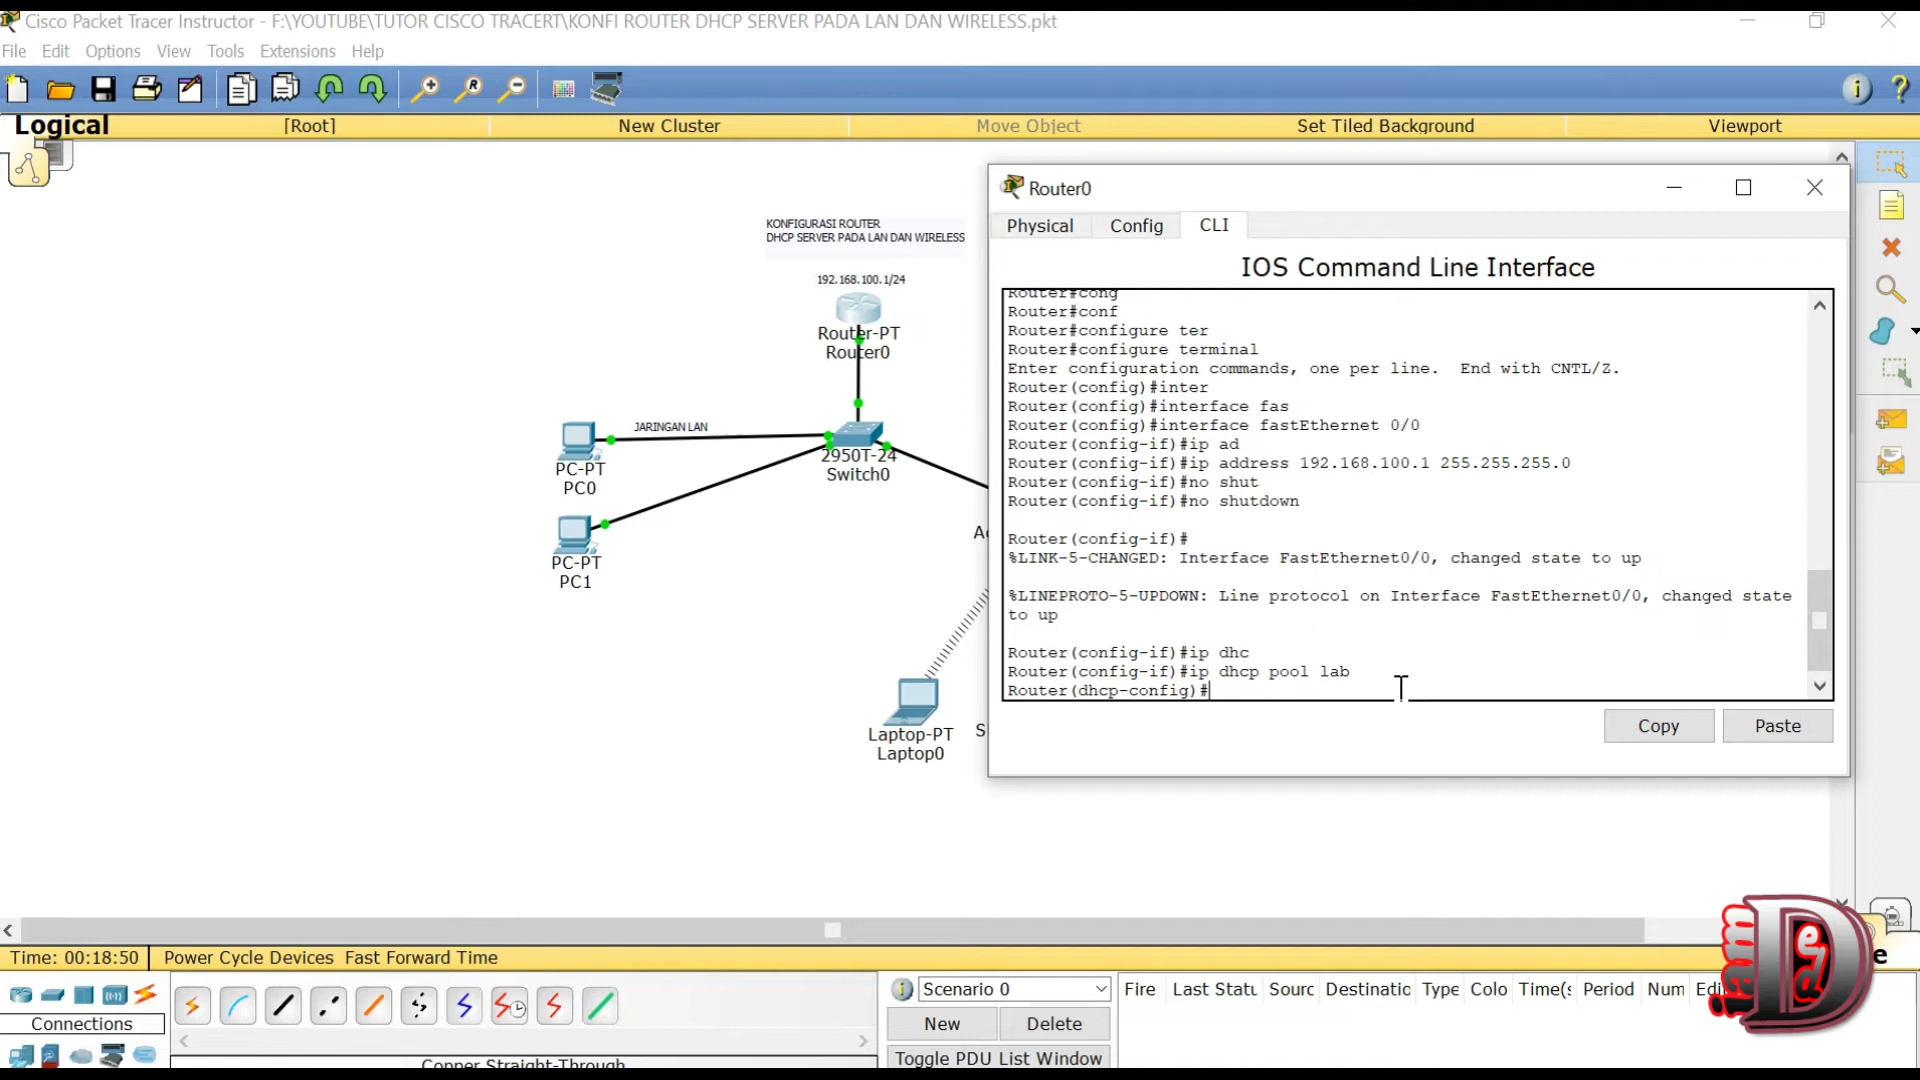 Cisco Packet Tracer Instructor - F:\YOUTUBE\TUTOR CISCO TRACERT\KONFI ROUTER DHCP SERVER PADA LAN DAN WIRELESS.pkt
File Edit Options View Tools Extensions Help
Logical [Root] New Cluster Move Object Set Tiled Background Viewport
KONFIGURASI ROUTER
DHCP SERVER PADA LAN DAN WIRELESS
192.168.100.1/24
Router-PT
Router0
JARINGAN LAN
PC-PT
PC0
2950T-24
Switch0
PC-PT
PC1
Laptop-PT
Laptop0
Router0
Physical Config CLI
IOS Command Line Interface
Router#cong
Router#conf
Router#configure ter
Router#configure terminal
Enter configuration commands, one per line.  End with CNTL/Z.
Router(config)#inter
Router(config)#interface fas
Router(config)#interface fastEthernet 0/0
Router(config-if)#ip ad
Router(config-if)#ip address 192.168.100.1 255.255.255.0
Router(config-if)#no shut
Router(config-if)#no shutdown
Router(config-if)#
%LINK-5-CHANGED: Interface FastEthernet0/0, changed state to up
%LINEPROTO-5-UPDOWN: Line protocol on Interface FastEthernet0/0, changed state
to up
Router(config-if)#ip dhc
Router(config-if)#ip dhcp pool lab
Router(dhcp-config)#
Copy Paste
Time: 00:18:50 Power Cycle Devices Fast Forward Time
Connections
Copper Straight-Through
Scenario 0
New Delete
Toggle PDU List Window
Fire Last Statu Sourc Destinatio Type Colo Time(s Period Num Edi